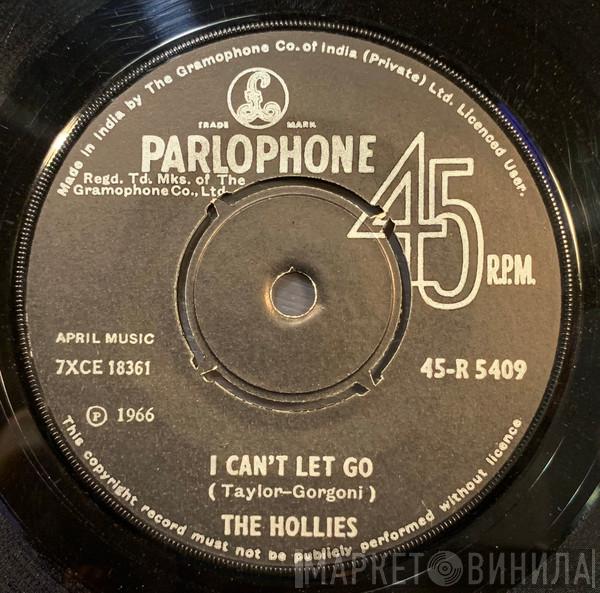 Made in India by The Gramophone Co. of India (Private) Ltd. Licenced User.
£
TRADE MARK
PARLOPHONE
Regd. Td. Mks. of The
Gramophone Co., Ltd.
45 R.P.M.
APRIL MUSIC
7XCE 18361
45-R 5409
Ⓟ 1966
I CAN'T LET GO
(Taylor-Gorgoni)
THE HOLLIES
This copyright record must not be publicly performed without licence
МАРКЕТ ВИНИЛА